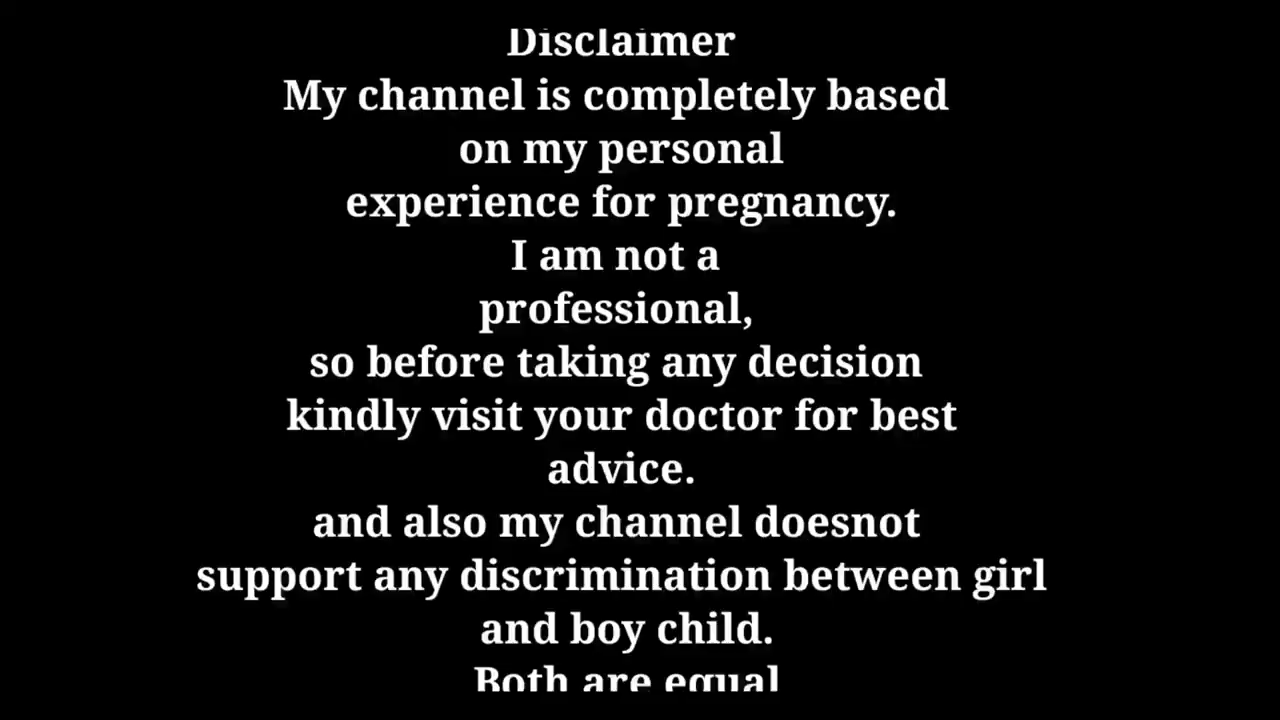 Disclaimer
My channel is completely based
on my personal
experience for pregnancy.
I am not a
professional,
so before taking any decision
kindly visit your doctor for best
advice.
and also my channel doesnot
support any discrimination between girl
and boy child.
Both are equal